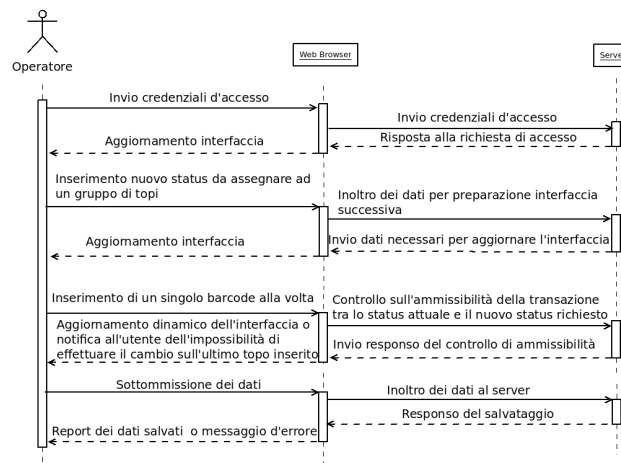 Operatore
Web Browser
Invio credenziali d'accesso
Invio credenziali d'accesso
Risposta alla richiesta di accesso
Aggiornamento interfaccia
Inserimento nuovo status da assegnare ad
un gruppo di topi
Inoltro dei dati per preparazione interfaccia
successiva
Aggiornamento interfaccia
Invio dati necessari per aggiornare l'interfaccia
Inserimento di un singolo barcode alla volta
Controllo sull'ammissibilità della transazione
tra lo status attuale e il nuovo status richiesto
Aggiornamento dinamico dell'interfaccia o
notifica all'utente dell'impossibilità di
effettuare il cambio sull'ultimo topo inserito
Invio responso del controllo di ammissibilità
Sottommissione dei dati
Inoltro dei dati al server
Responso del salvataggio
Report dei dati salvati o messaggio d'errore